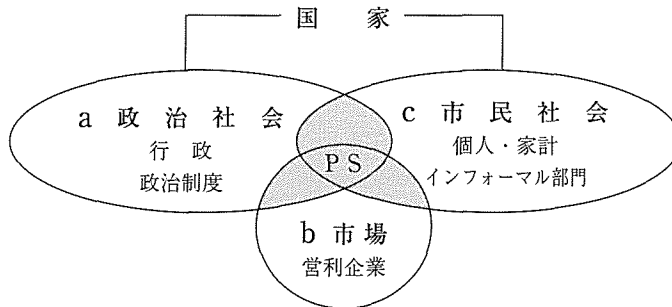 国 家
a 政治社会
行 政
政治制度
c 市民社会
個人・家計
インフォーマル部門
PS
b 市場
営利企業